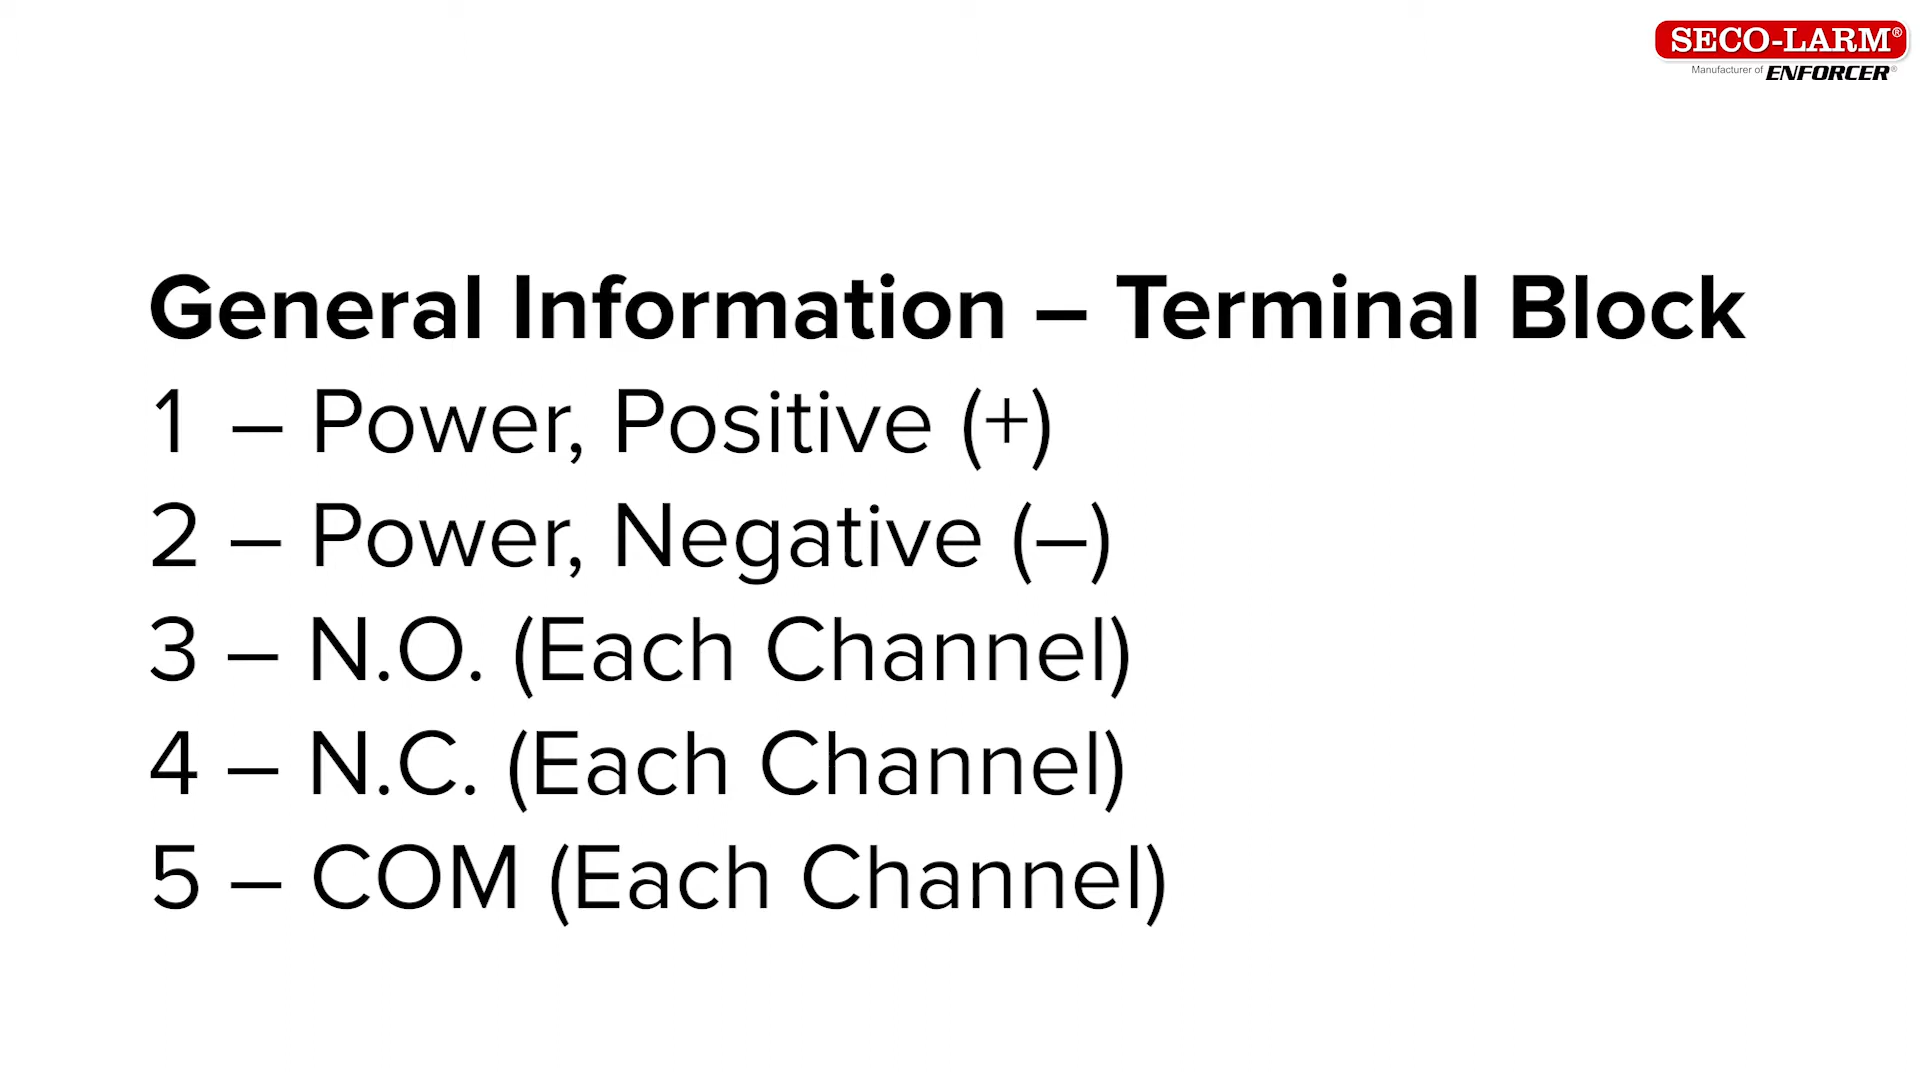 SECO-LARM®
Manufacturer of ENFORCER®
General Information – Terminal Block
1 – Power, Positive (+)
2 – Power, Negative (–)
3 – N.O. (Each Channel)
4 – N.C. (Each Channel)
5 – COM (Each Channel)